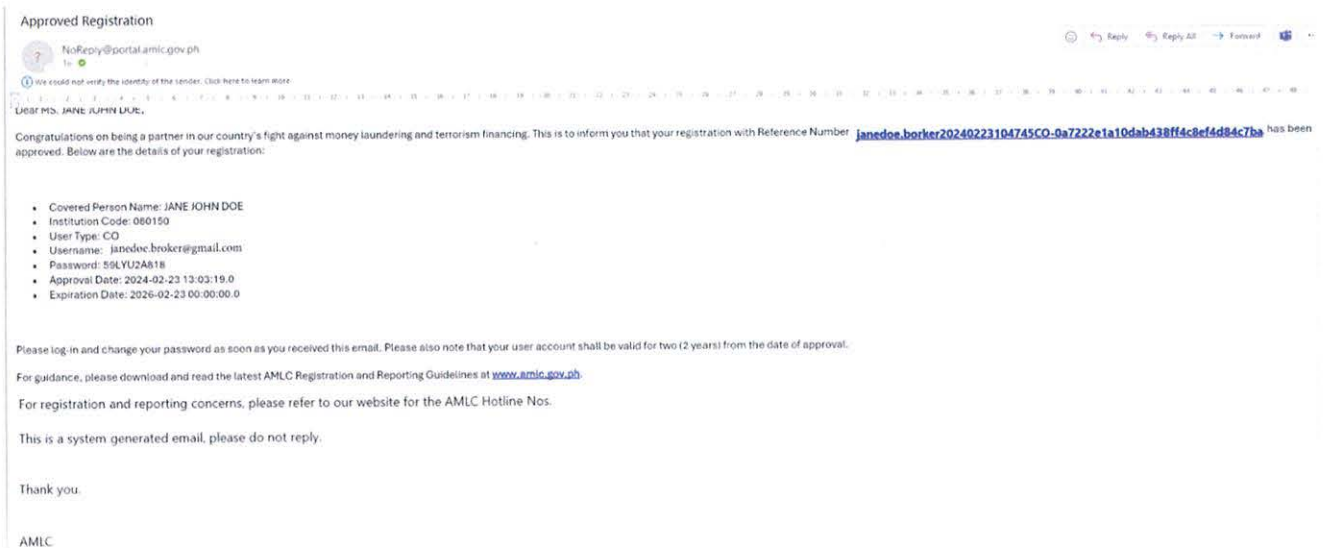 Approved Registration
NoReply@portal.amlc.gov.ph
To
We could not verify the identity of the sender. Click here to learn more.
Reply Reply All Forward
Dear MS. JANE JOHN DOE,
Congratulations on being a partner in our country's fight against money laundering and terrorism financing. This is to inform you that your registration with Reference Number janedoe.borker20240223104745CO-0a7222e1a10dab438ff4c8ef4d84c7ba has been
approved. Below are the details of your registration:
• Covered Person Name: JANE JOHN DOE
• Institution Code: 060150
• User Type: CO
• Username: janedoe.broker@gmail.com
• Password: 59LYU2A818
• Approval Date: 2024-02-23 13:03:19.0
• Expiration Date: 2026-02-23 00:00:00.0
Please log-in and change your password as soon as you received this email. Please also note that your user account shall be valid for two (2 years) from the date of approval.
For guidance, please download and read the latest AMLC Registration and Reporting Guidelines at www.amlc.gov.ph.
For registration and reporting concerns, please refer to our website for the AMLC Hotline Nos.
This is a system generated email, please do not reply.
Thank you.
AMLC